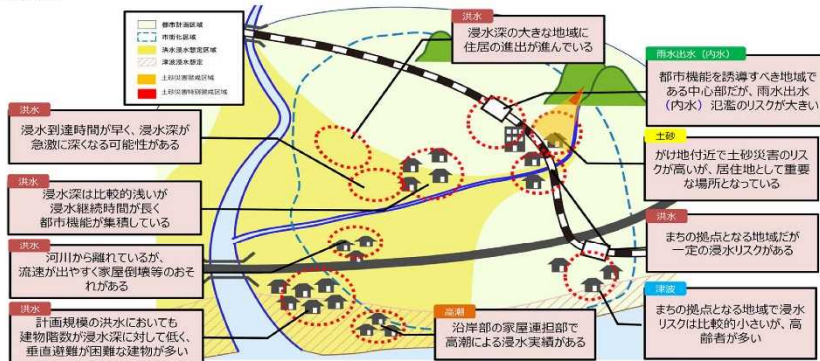 都市計画区域
市街化区域
洪水浸水想定区域
津波浸水想定
土砂災害警戒区域
土砂災害特別警戒区域
洪水
浸水深の大きな地域に
住居の進出が進んでいる
雨水出水(内水)
都市機能を誘導すべき地域で
ある中心部だが、雨水出水
(内水)氾濫のリスクが大きい
洪水
浸水到達時間が早く、浸水深が
急激に深くなる可能性がある
土砂
がけ地付近で土砂災害のリス
クが高いが、居住地として重要
な場所となっている
洪水
浸水深は比較的浅いが
浸水継続時間が長く
都市機能が集積している
洪水
まちの拠点となる地域だが
一定の浸水リスクがある
洪水
河川から離れているが、
流速が出やすく家屋倒壊等のおそ
れがある
洪水
計画規模の洪水においても
建物階数が浸水深に対して低く、
垂直避難が困難な建物が多い
高潮
沿岸部の家屋連担部で
高潮による浸水実績がある
津波
まちの拠点となる地域で浸水
リスクは比較的小さいが、高
齢者が多い